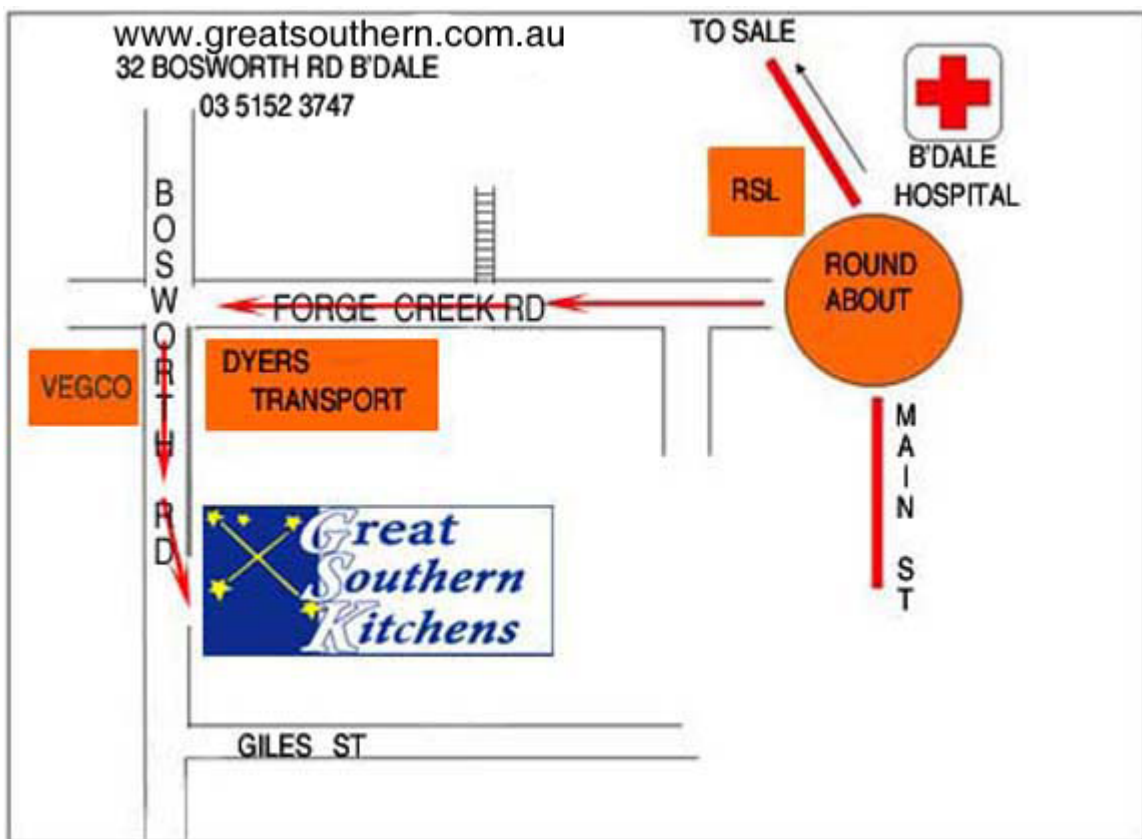 www.greatsouthern.com.au
32 BOSWORTH RD B'DALE
03 5152 3747
TO SALE
B'DALE
HOSPITAL
RSL
ROUND
ABOUT
BOSWORTH RD
FORGE CREEK RD
VEGCO
DYERS
TRANSPORT
MAIN ST
Great
Southern
Kitchens
GILES ST